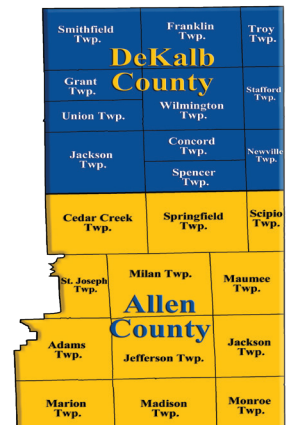 Smithfield
Twp.
Franklin
Twp.
Troy
Twp.
DeKalb
County
Grant
Twp.
Stafford
Twp.
Union Twp.
Wilmington
Twp.
Jackson
Twp.
Concord
Twp.
Newville
Twp.
Spencer
Twp.
Cedar Creek
Twp.
Springfield
Twp.
Scipio
Twp.
St. Joseph
Twp.
Milan Twp.
Maumee
Twp.
Allen
County
Adams
Twp.
Jefferson Twp.
Jackson
Twp.
Marion
Twp.
Madison
Twp.
Monroe
Twp.